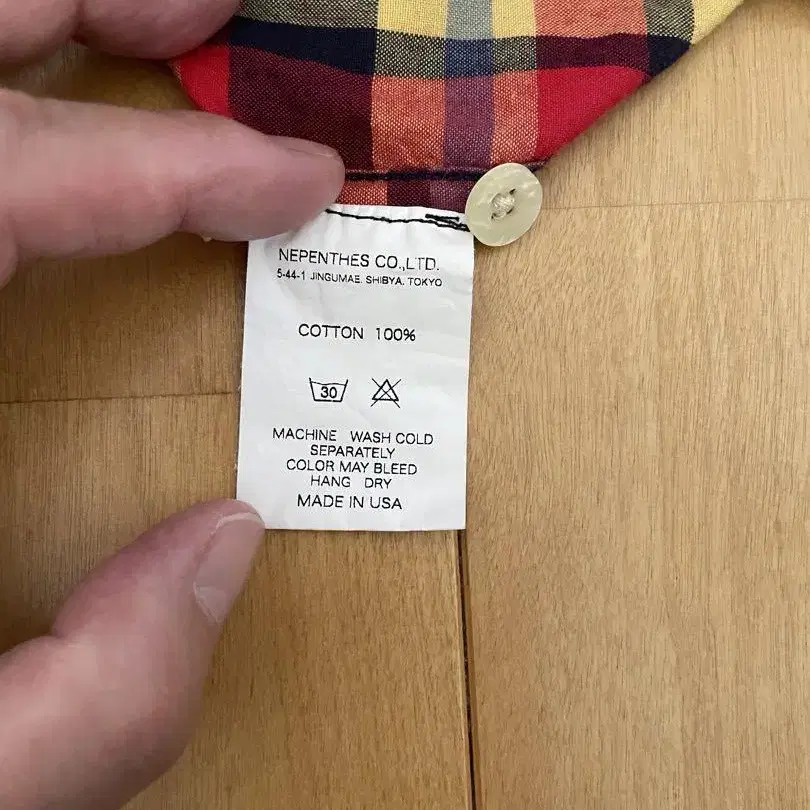 NEPENTHES CO.,LTD.
5-44-1 JINGUMAE. SHIBYA. TOKYO
COTTON 100%
30
MACHINE WASH COLD
SEPARATELY
COLOR MAY BLEED
HANG DRY
MADE IN USA